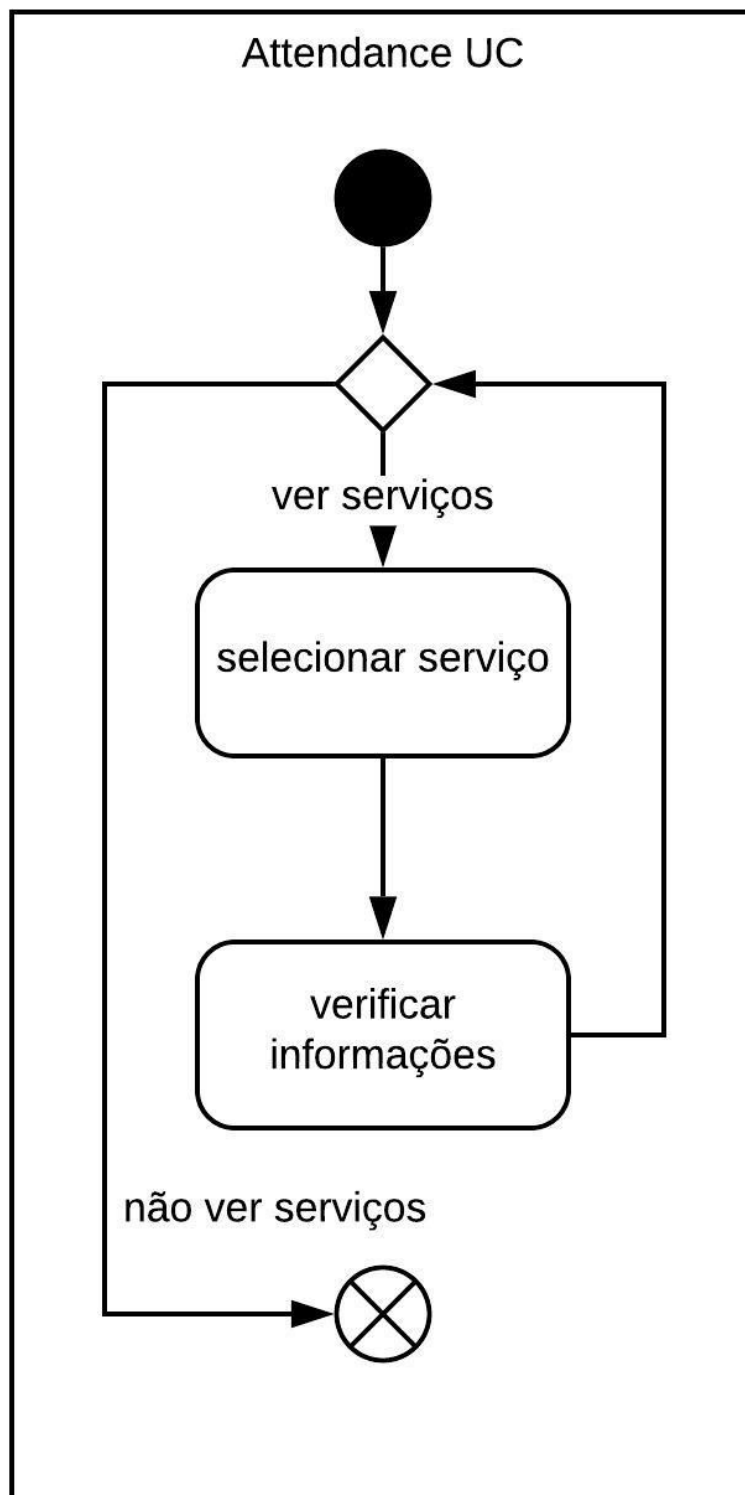 Attendance UC
ver serviços
selecionar serviço
verificar
informações
não ver serviços